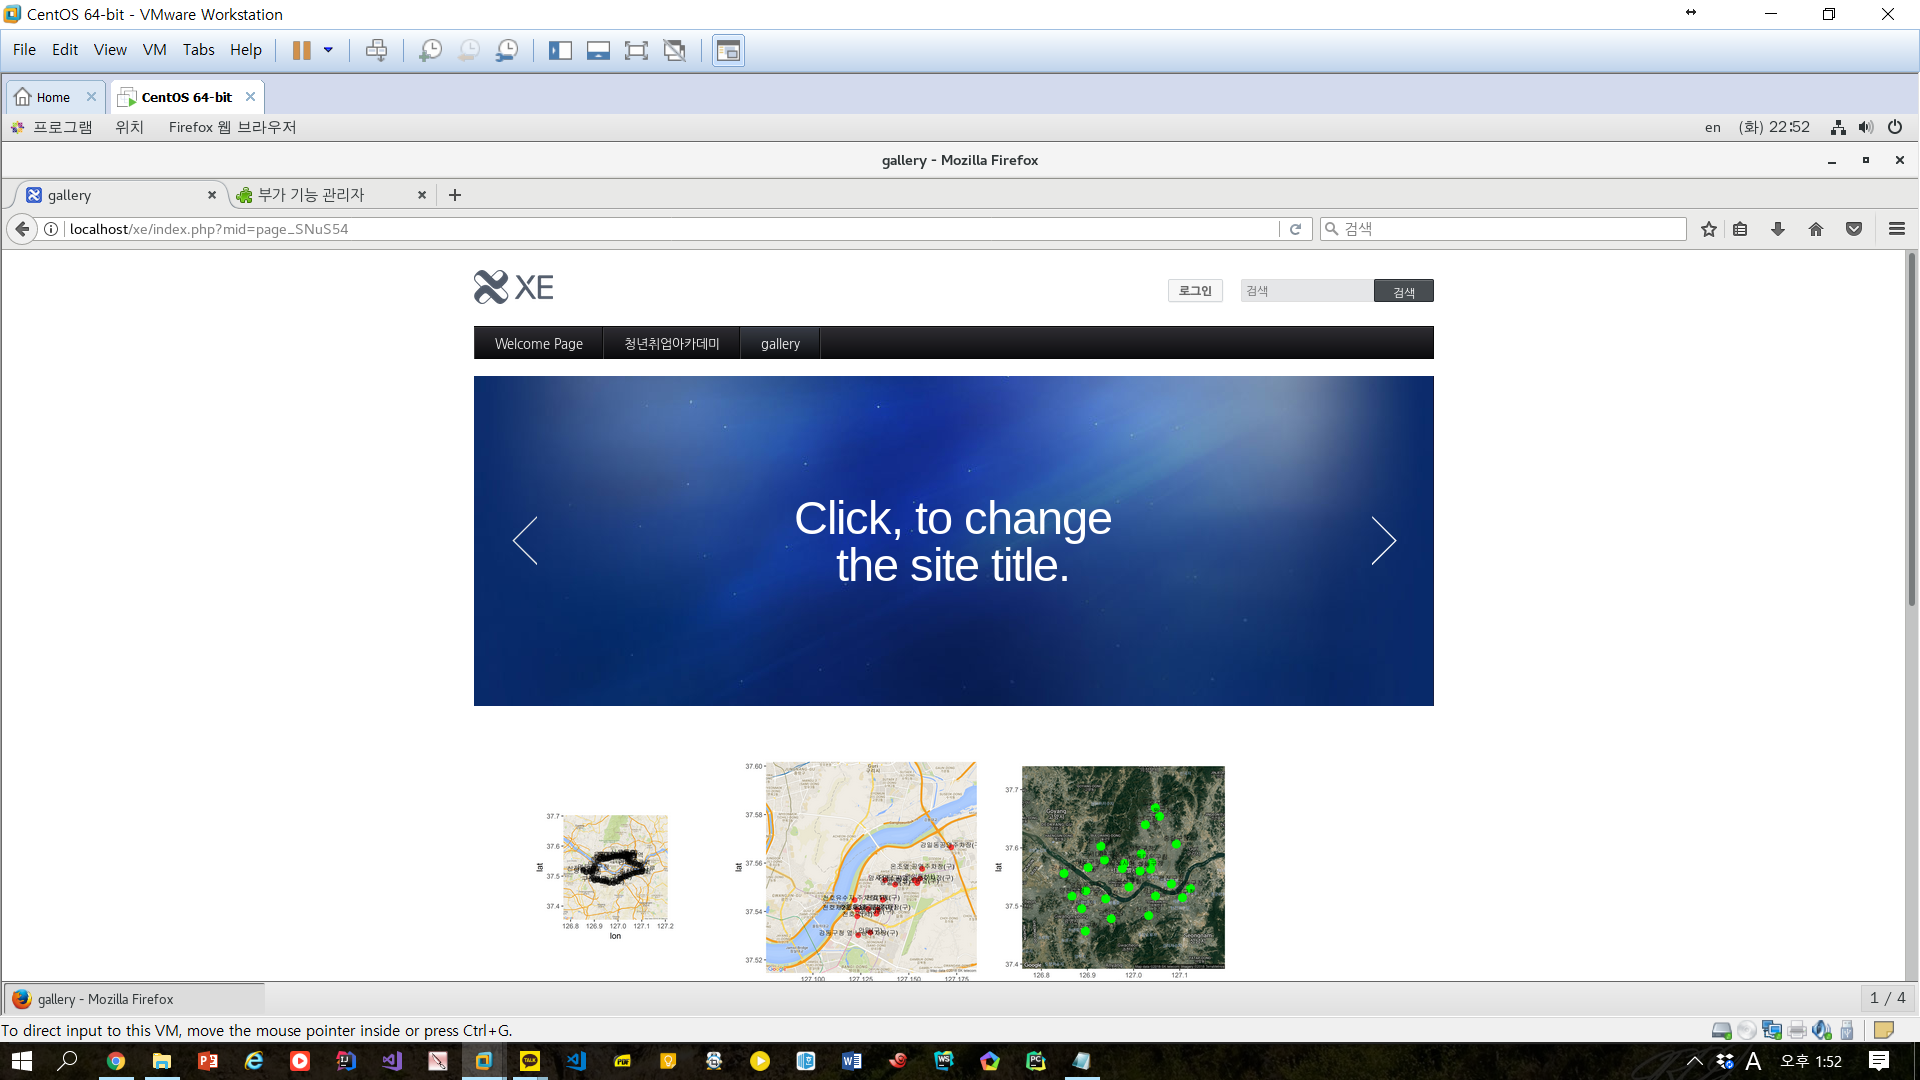 CentOS 64-bit - VMware Workstation
File Edit View VM Tabs Help
Home
CentOS 64-bit
프로그램 위치 Firefox 웹 브라우저
en (화) 22:52
gallery - Mozilla Firefox
gallery
부가 기능 관리자
localhost/xe/index.php?mid=page_SNuS54
검색
XE
로그인
검색
검색
Welcome Page
청년취업아카데미
gallery
Click, to change
the site title.
37.7
37.6
37.5
37.4
lat
126.8 126.9 127.0 127.1 127.2
lon
37.60
37.58
37.56
37.54
37.52
lat
127.100 127.125 127.150 127.175
37.7
37.6
37.5
37.4
lat
126.8 126.9 127.0 127.1
gallery - Mozilla Firefox
1 / 4
To direct input to this VM, move the mouse pointer inside or press Ctrl+G.
A 오후 1:52